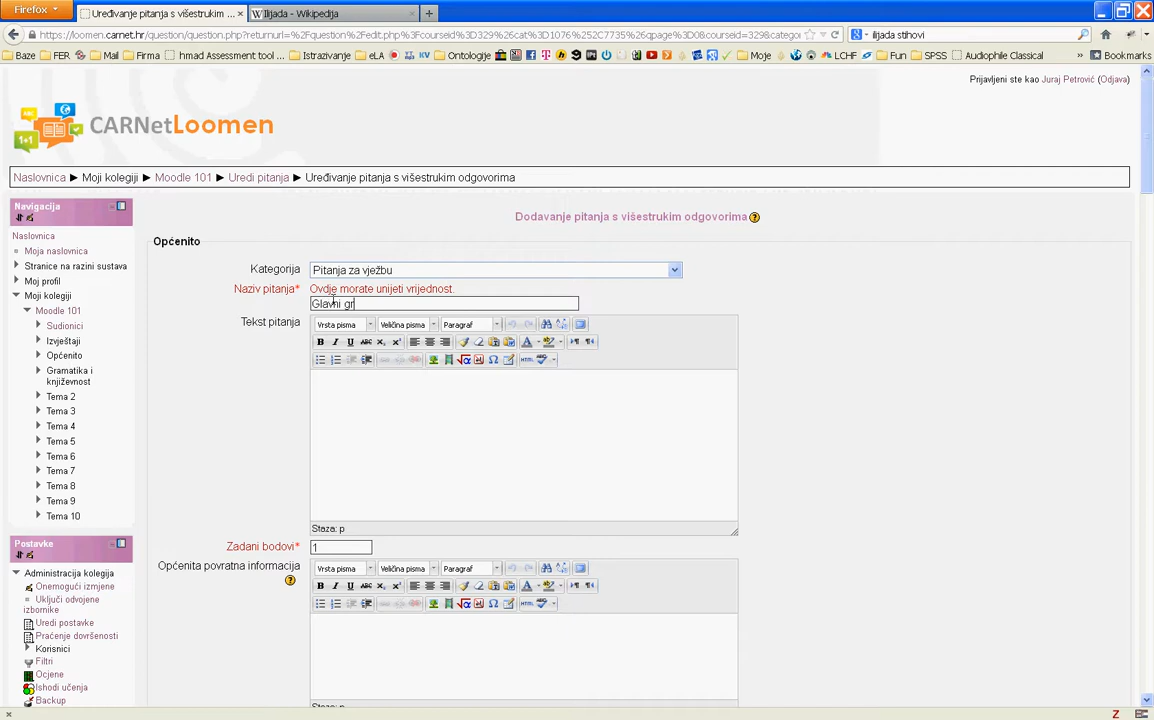 Firefox
Uređivanje pitanja s višestrukim ... ×
W Ilijada - Wikipedija ×
https://loomen.carnet.hr/question/question.php?returnurl=%2Fquestion%2Fedit.php%3Fcourseid%3D329%26cat%3D1076%252C7735%26qpage%3D0&courseid=329&categor
ilijada stihovi
Baze FER Mail Firma hmad Assessment tool ... Istrazivanje eLA Ontologije Moje LCHF Fun SPSS Audiophile Classical Bookmarks
Prijavljeni ste kao Juraj Petrović (Odjava)
CARNetLoomen
Naslovnica ► Moji kolegiji ► Moodle 101 ► Uredi pitanja ► Uređivanje pitanja s višestrukim odgovorima
Navigacija
Naslovnica
Moja naslovnica
Stranice na razini sustava
Moj profil
Moji kolegiji
Moodle 101
Sudionici
Izvještaji
Općenito
Gramatika i
književnost
Tema 2
Tema 3
Tema 4
Tema 5
Tema 6
Tema 7
Tema 8
Tema 9
Tema 10
Postavke
Administracija kolegija
Onemogući izmjene
Uključi odvojene
izbornike
Uredi postavke
Praćenje dovršenosti
Korisnici
Filtri
Ocjene
Ishodi učenja
Backup
Dodavanje pitanja s višestrukim odgovorima
Općenito
Kategorija Pitanja za vježbu
Naziv pitanja* Ovdje morate unijeti vrijednost.
Glavni gr
Tekst pitanja
Vrsta pisma Veličina pisma Paragraf
Staza: p
Zadani bodovi* 1
Općenita povratna informacija
Vrsta pisma Veličina pisma Paragraf